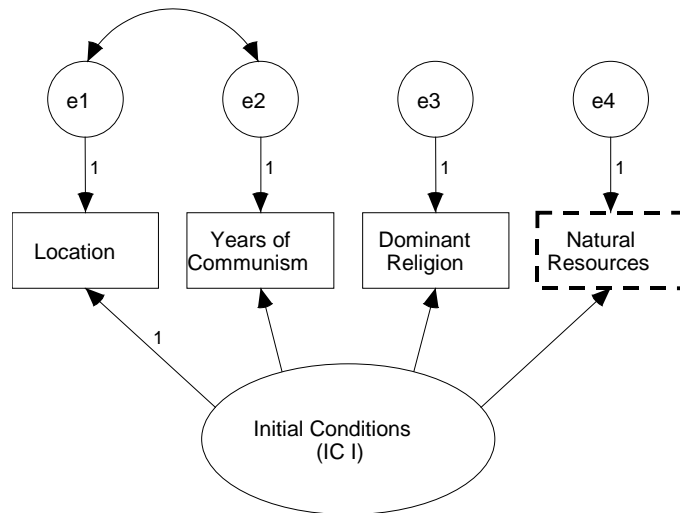 e1
e2
e3
e4
1
1
1
1
Location
Years of
Communism
Dominant
Religion
Natural
Resources
1
Initial Conditions
(IC I)